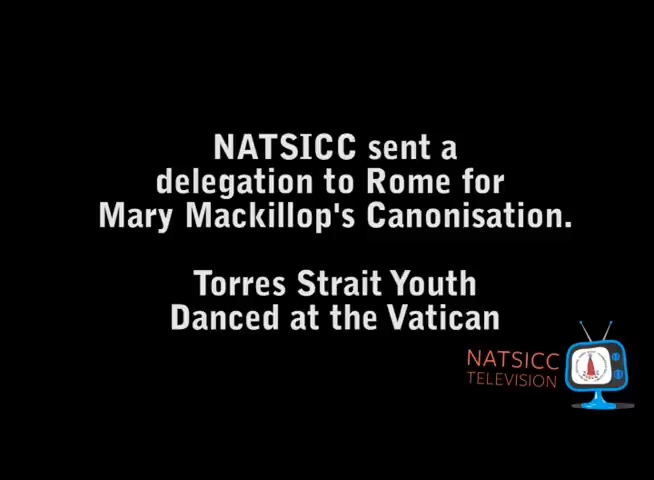 NATSICC sent a
delegation to Rome for
Mary Mackillop's Canonisation.
Torres Strait Youth
Danced at the Vatican
NATSICC
TELEVISION